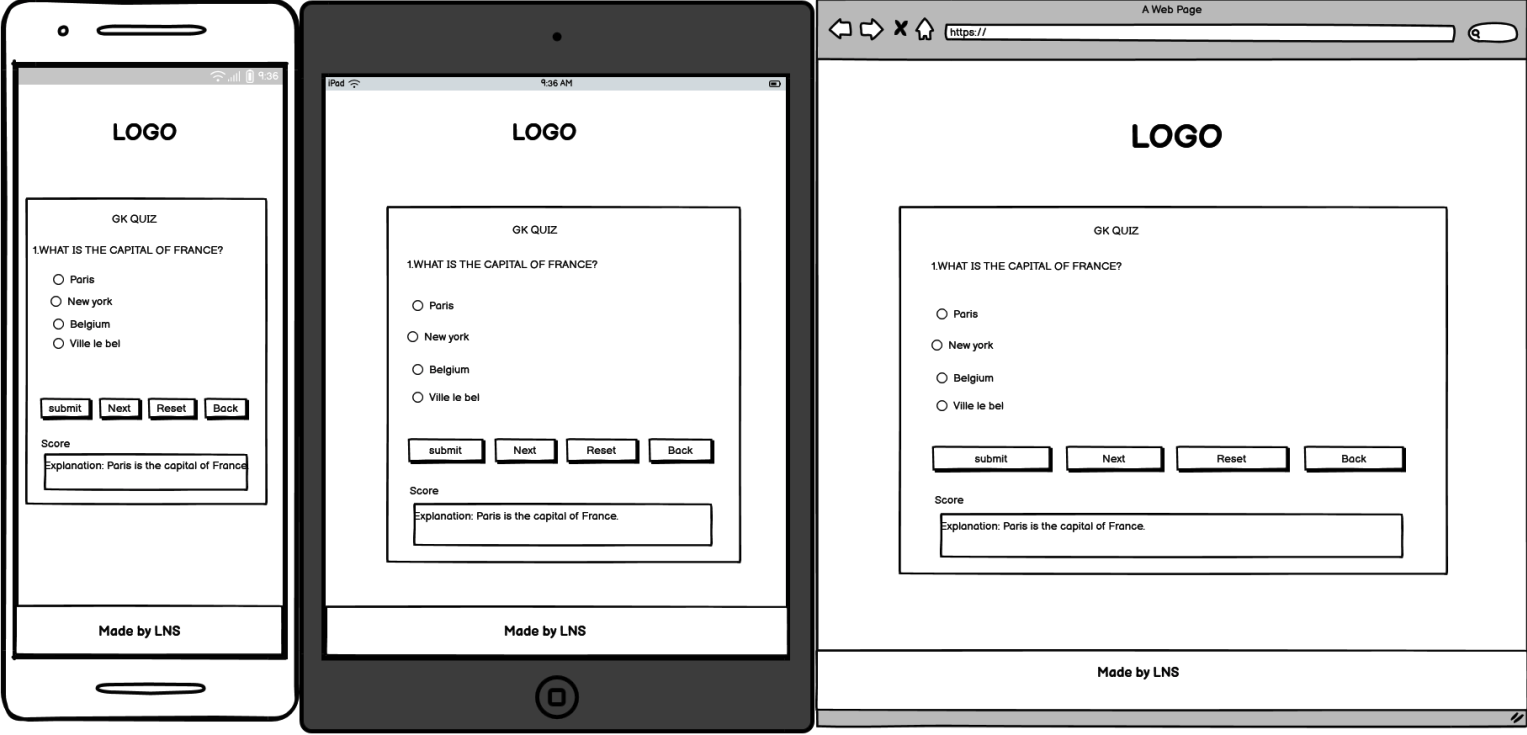 9:36
LOGO
GK QUIZ
1.WHAT IS THE CAPITAL OF FRANCE?
Paris
New york
Belgium
Ville le bel
submit Next Reset Back
Score
Explanation: Paris is the capital of France
Made by LNS
iPad 9:36 AM
LOGO
GK QUIZ
1.WHAT IS THE CAPITAL OF FRANCE?
Paris
New york
Belgium
Ville le bel
submit Next Reset Back
Score
Explanation: Paris is the capital of France.
Made by LNS
A Web Page
https://
LOGO
GK QUIZ
1.WHAT IS THE CAPITAL OF FRANCE?
Paris
New york
Belgium
Ville le bel
submit Next Reset Back
Score
Explanation: Paris is the capital of France.
Made by LNS